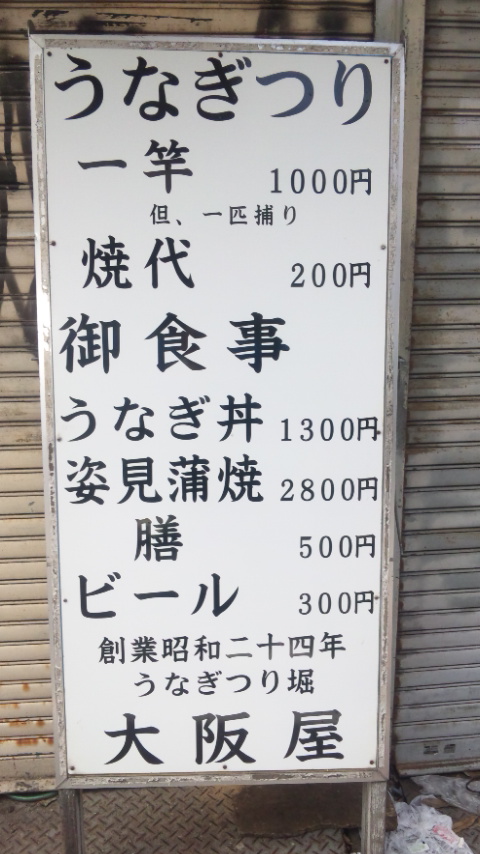 うなぎつり
一竿 1000円
但、一匹捕り
焼代 200円
御食事
うなぎ丼 1300円
姿見蒲焼 2800円
膳 500円
ビール 300円
創業昭和二十四年
うなぎつり堀
大阪屋